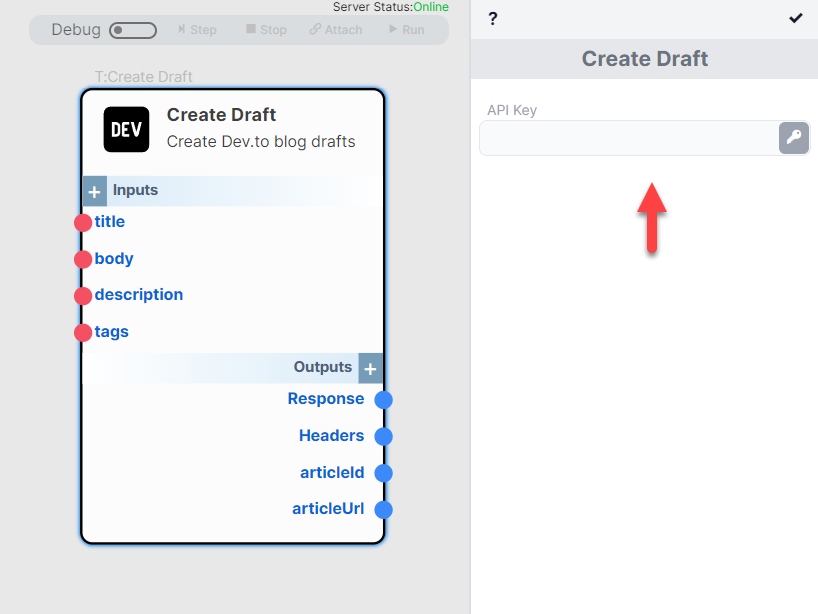 Server Status:Online
Debug Step Stop Attach Run
T:Create Draft
DEV
Create Draft
Create Dev.to blog drafts
+ Inputs
title
body
description
tags
Outputs +
Response
Headers
articleId
articleUrl
?
Create Draft
API Key